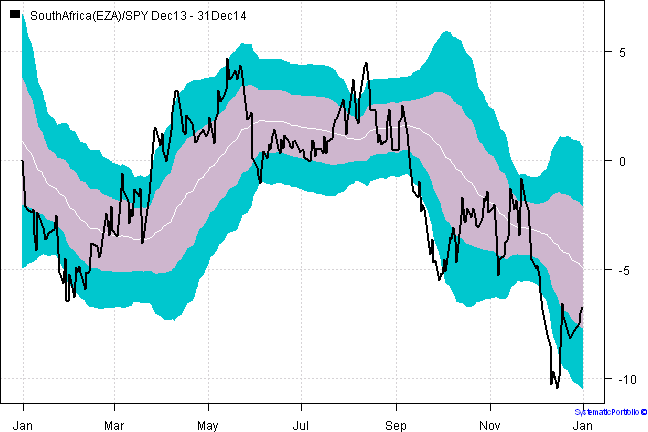 SouthAfrica(EZA)/SPY Dec13 - 31Dec14
5
0
-5
-10
SystematicPortfolio ©
Jan Mar May Jul Sep Nov Jan